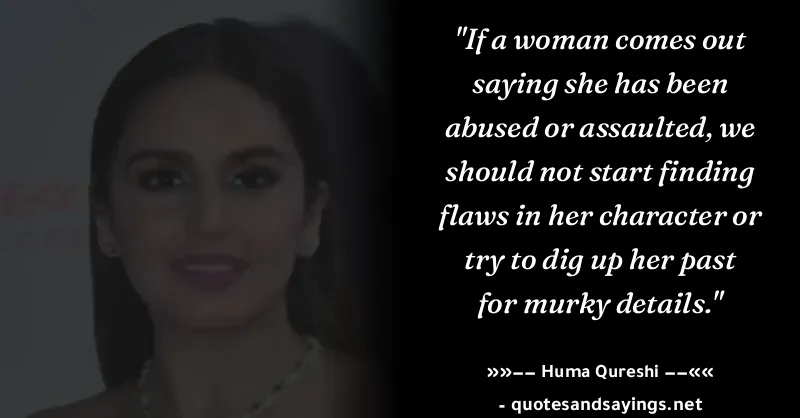 "If a woman comes out
saying she has been
abused or assaulted, we
should not start finding
flaws in her character or
try to dig up her past
for murky details."
»»—— Huma Qureshi ——««
- quotesandsayings.net